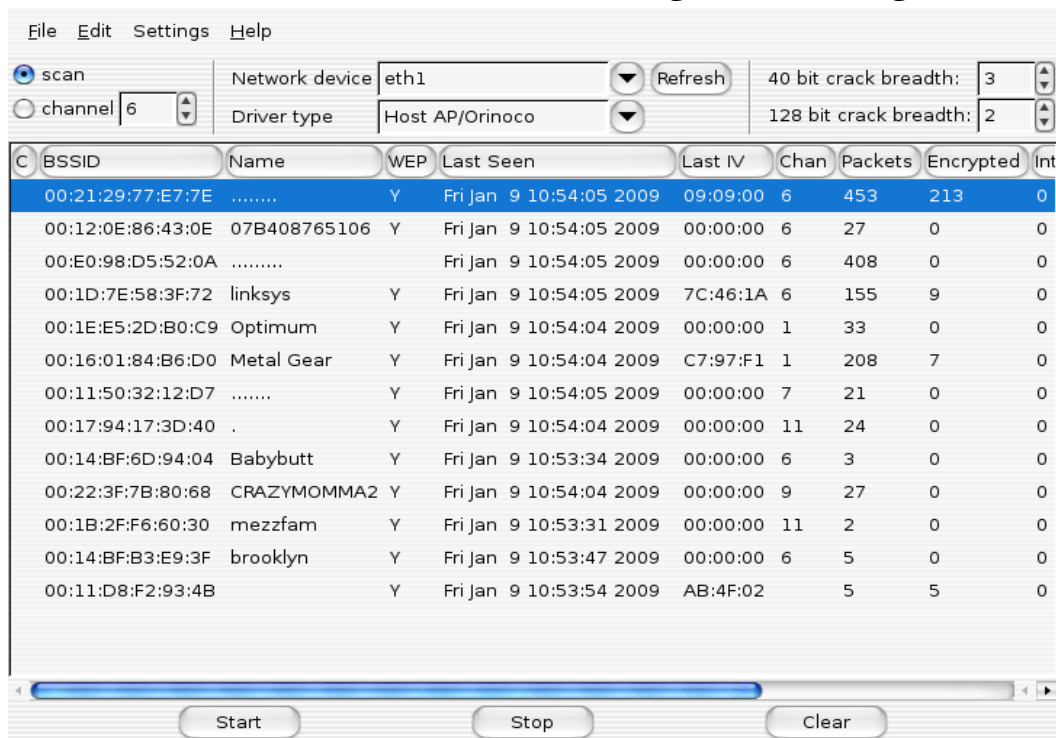 File Edit Settings Help
scan Network device eth1 Refresh 40 bit crack breadth: 3
channel 6 Driver type Host AP/Orinoco 128 bit crack breadth: 2
C BSSID Name WEP Last Seen Last IV Chan Packets Encrypted Int
00:21:29:77:E7:7E ........ Y Fri Jan 9 10:54:05 2009 09:09:00 6 453 213 0
00:12:0E:86:43:0E 07B408765106 Y Fri Jan 9 10:54:05 2009 00:00:00 6 27 0 0
00:E0:98:D5:52:0A ......... Fri Jan 9 10:54:05 2009 00:00:00 6 408 0 0
00:1D:7E:58:3F:72 linksys Y Fri Jan 9 10:54:05 2009 7C:46:1A 6 155 9 0
00:1E:E5:2D:B0:C9 Optimum Y Fri Jan 9 10:54:04 2009 00:00:00 1 33 0 0
00:16:01:84:B6:D0 Metal Gear Y Fri Jan 9 10:54:04 2009 C7:97:F1 1 208 7 0
00:11:50:32:12:D7 ....... Y Fri Jan 9 10:54:04 2009 00:00:00 7 21 0 0
00:17:94:17:3D:40 . Y Fri Jan 9 10:54:04 2009 00:00:00 11 24 0 0
00:14:BF:6D:94:04 Babybutt Y Fri Jan 9 10:53:34 2009 00:00:00 6 3 0 0
00:22:3F:7B:80:68 CRAZYMOMMA2 Y Fri Jan 9 10:54:04 2009 00:00:00 9 27 0 0
00:1B:2F:F6:60:30 mezzfam Y Fri Jan 9 10:53:31 2009 00:00:00 11 2 0 0
00:14:BF:B3:E9:3F brooklyn Y Fri Jan 9 10:53:47 2009 00:00:00 6 5 0 0
00:11:D8:F2:93:4B Y Fri Jan 9 10:53:54 2009 AB:4F:02 5 5 0
Start Stop Clear